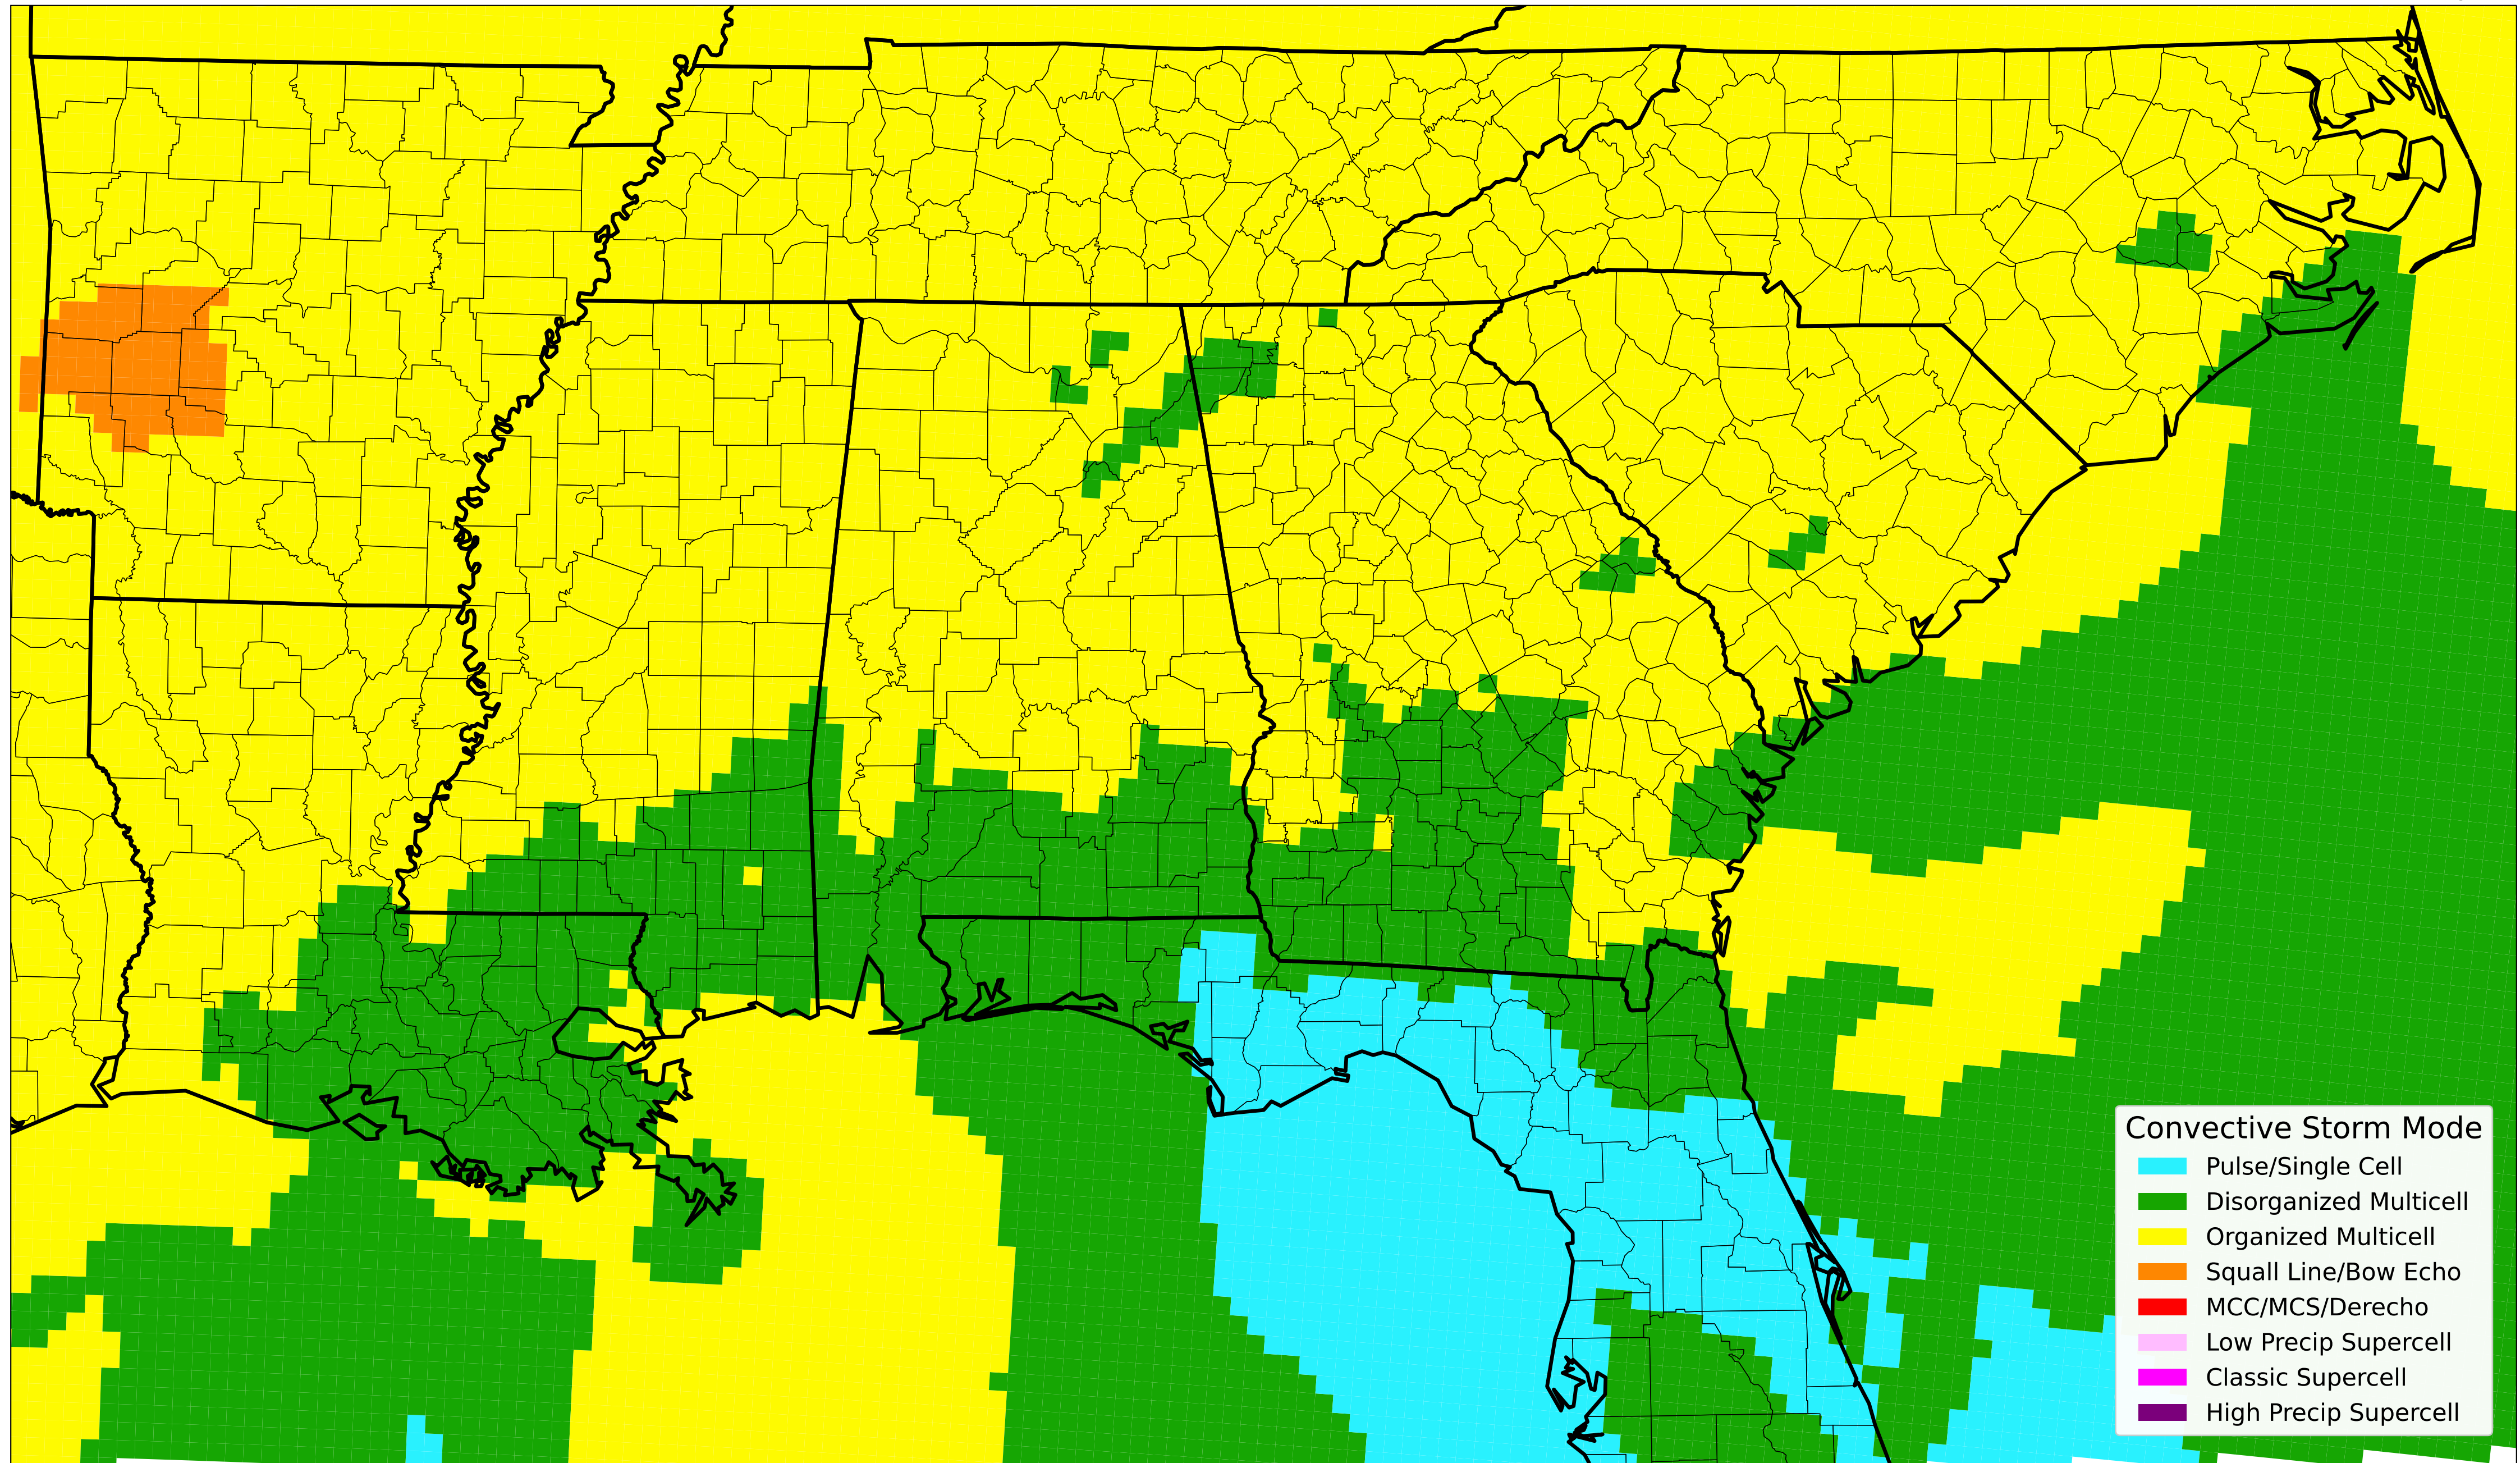 Convective Storm Mode
Pulse/Single Cell
Disorganized Multicell
Organized Multicell
Squall Line/Bow Echo
MCC/MCS/Derecho
Low Precip Supercell
Classic Supercell
High Precip Supercell